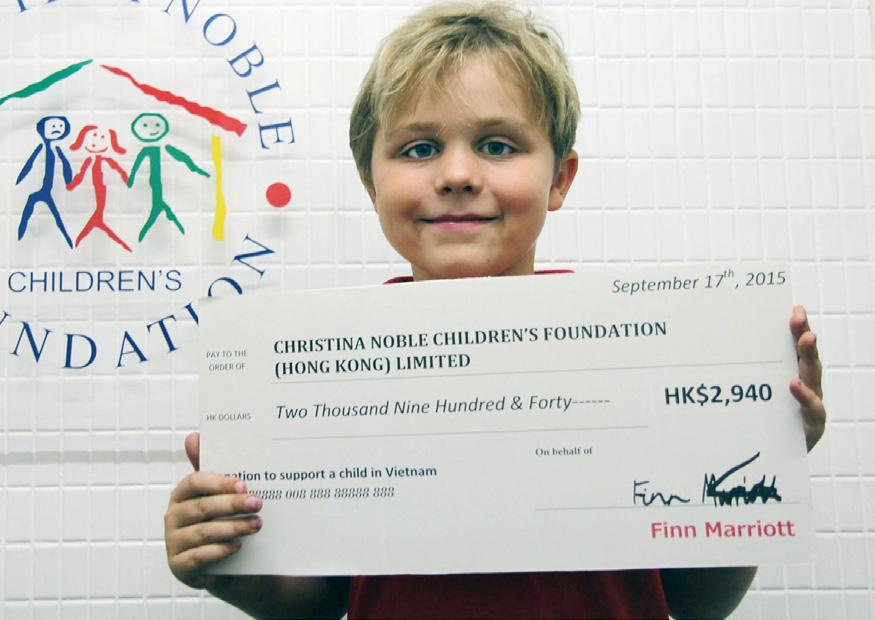 NOBLE
CHILDREN'S
NDATION
September 17th, 2015
PAY TO THE
ORDER OF
CHRISTINA NOBLE CHILDREN'S FOUNDATION
(HONG KONG) LIMITED
HK DOLLARS
Two Thousand Nine Hundred & Forty------
HK$2,940
On behalf of
ation to support a child in Vietnam
88888 008 888 88888 888
Finn Marriott
Finn Marriott